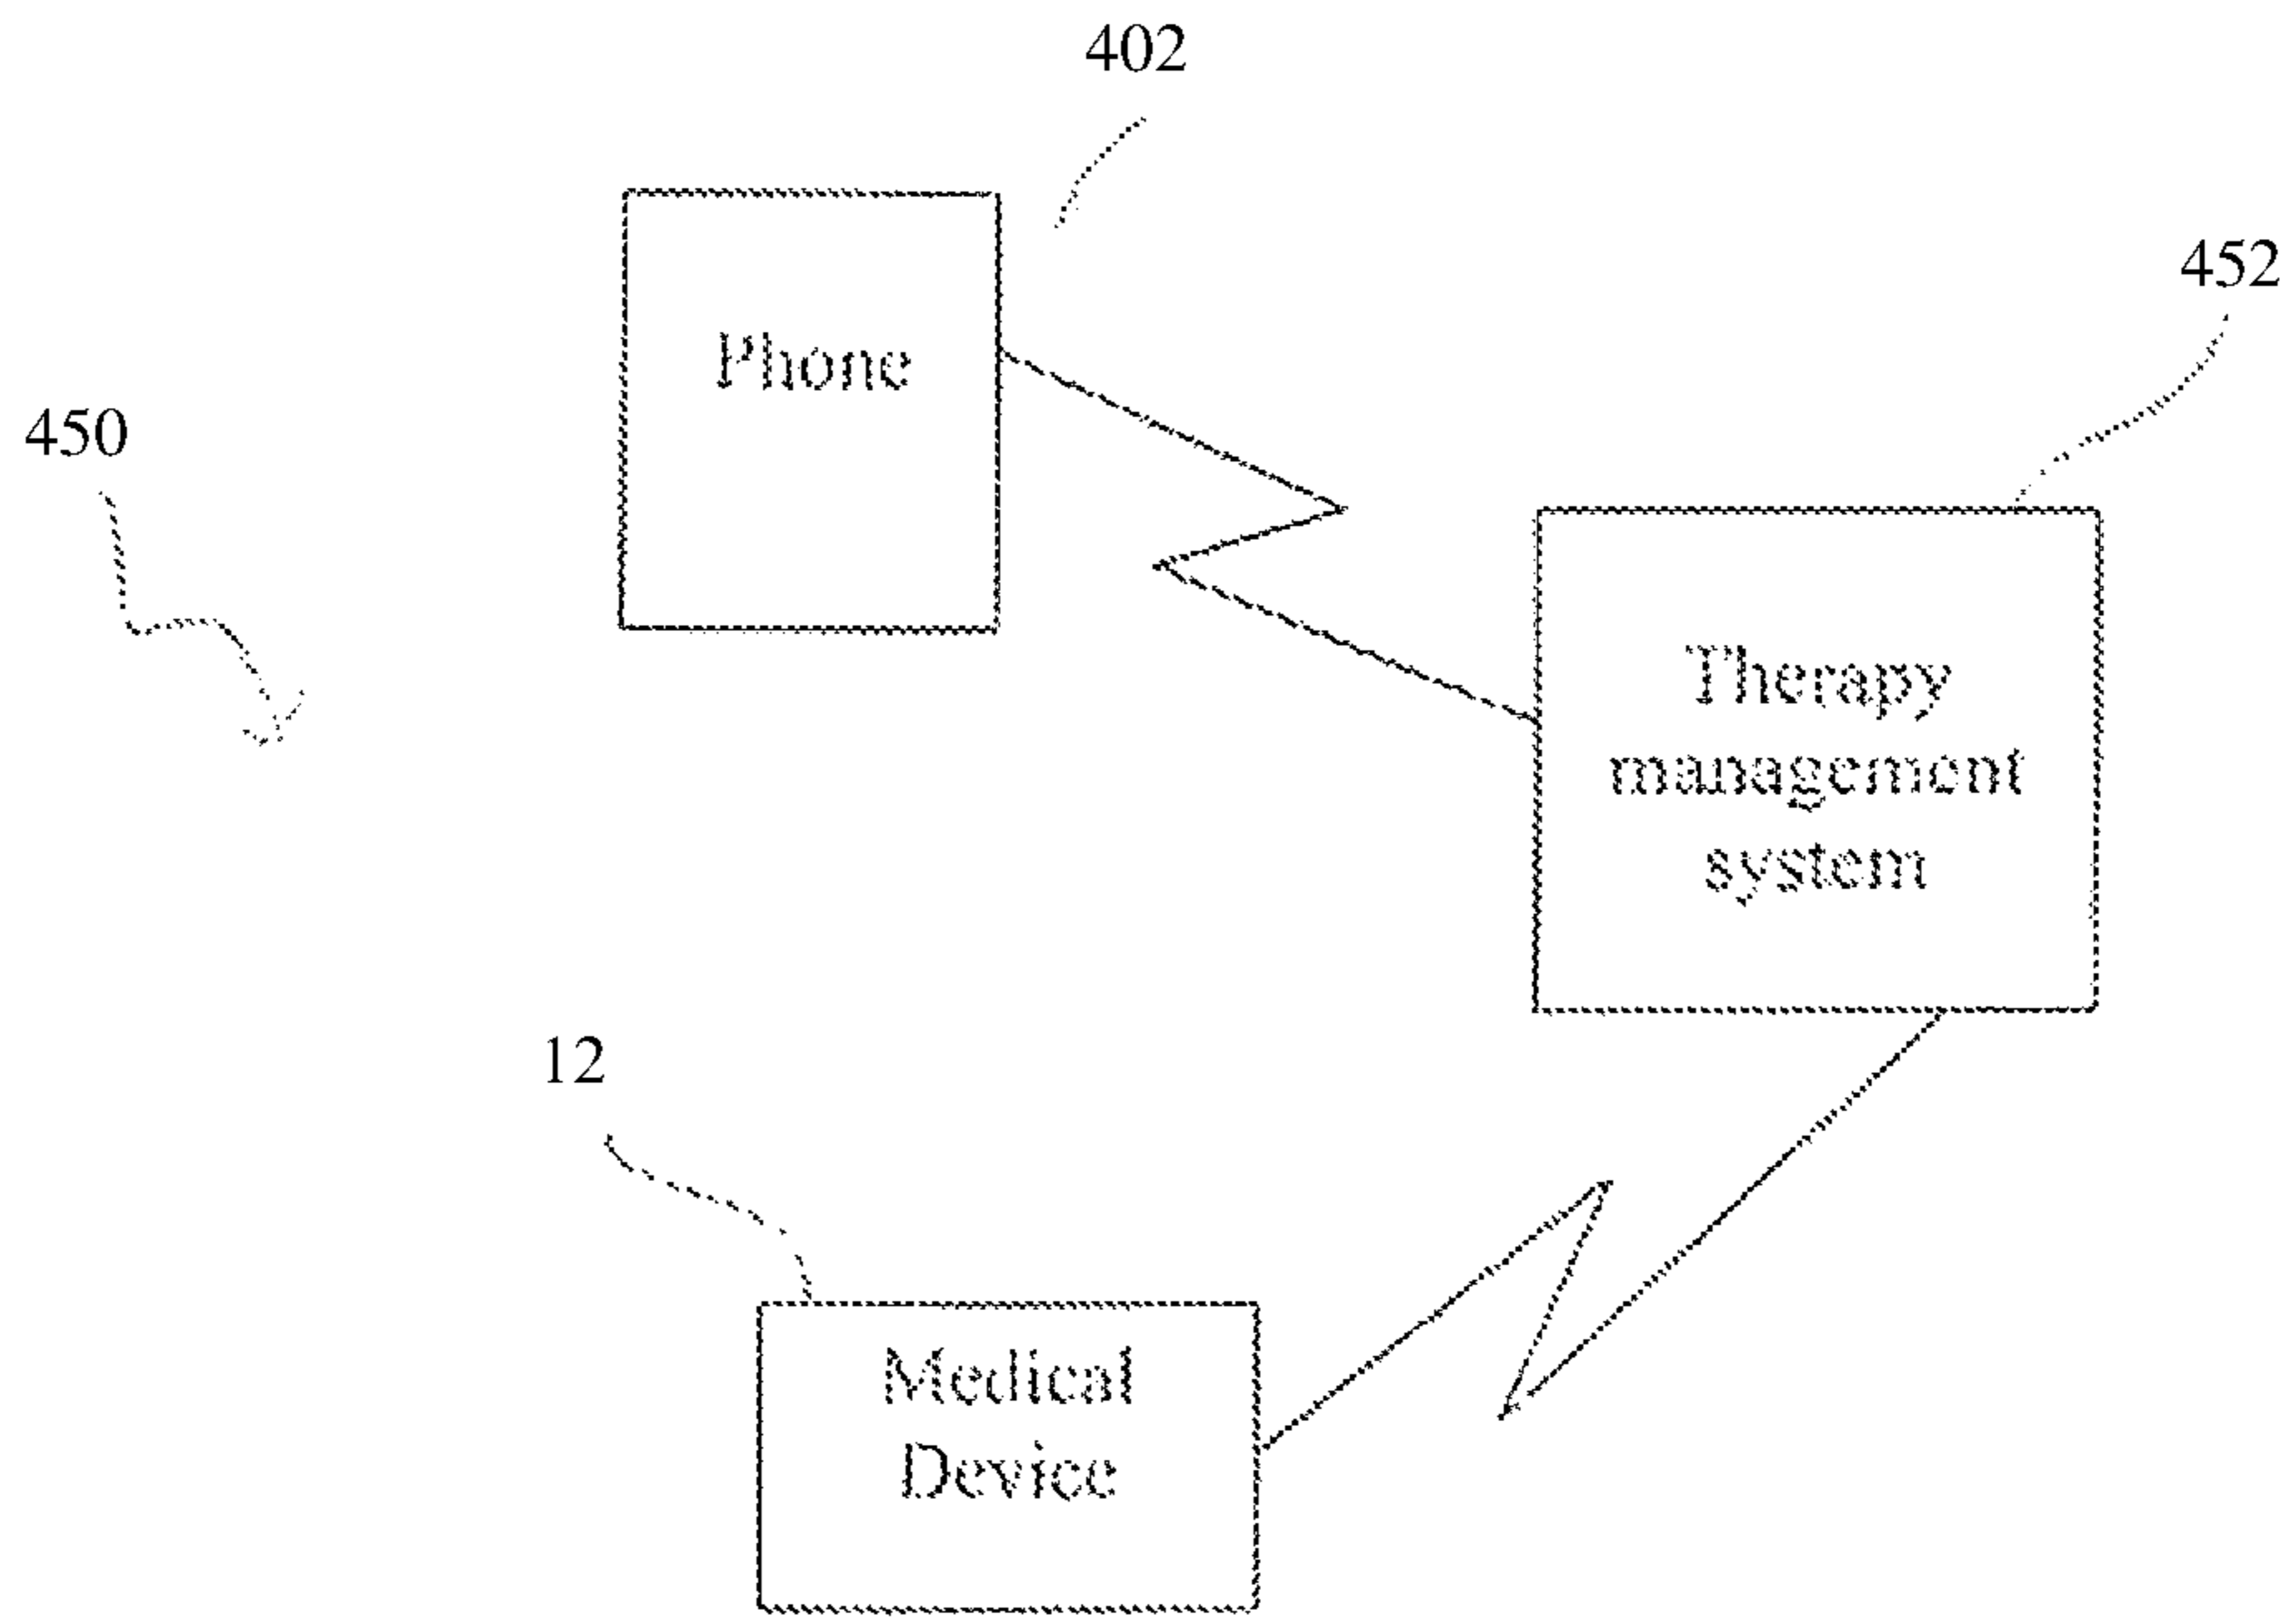 402
452
Phone
450
Therapy
management
system
12
Medical
Device